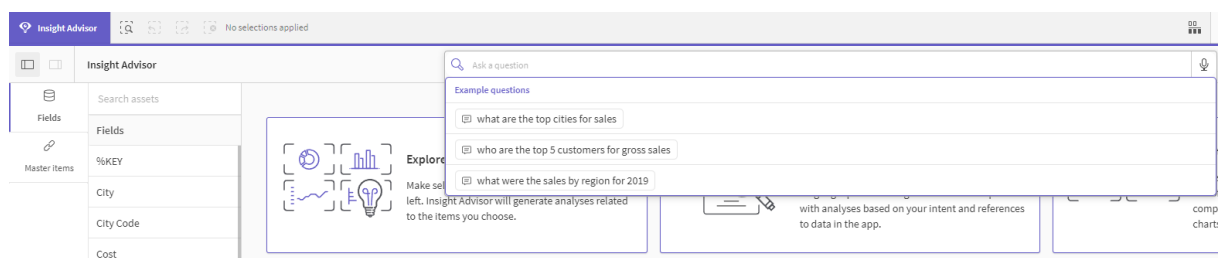 Insight Advisor
No selections applied
Insight Advisor
Ask a question
Example questions
what are the top cities for sales
who are the top 5 customers for gross sales
what were the sales by region for 2019
Fields
Master items
Search assets
Fields
%KEY
City
City Code
Cost
Explore
Make sel
left. Insight Advisor will generate analyses related
to the items you choose.
with analyses based on your intent and references
to data in the app.
comp
charts